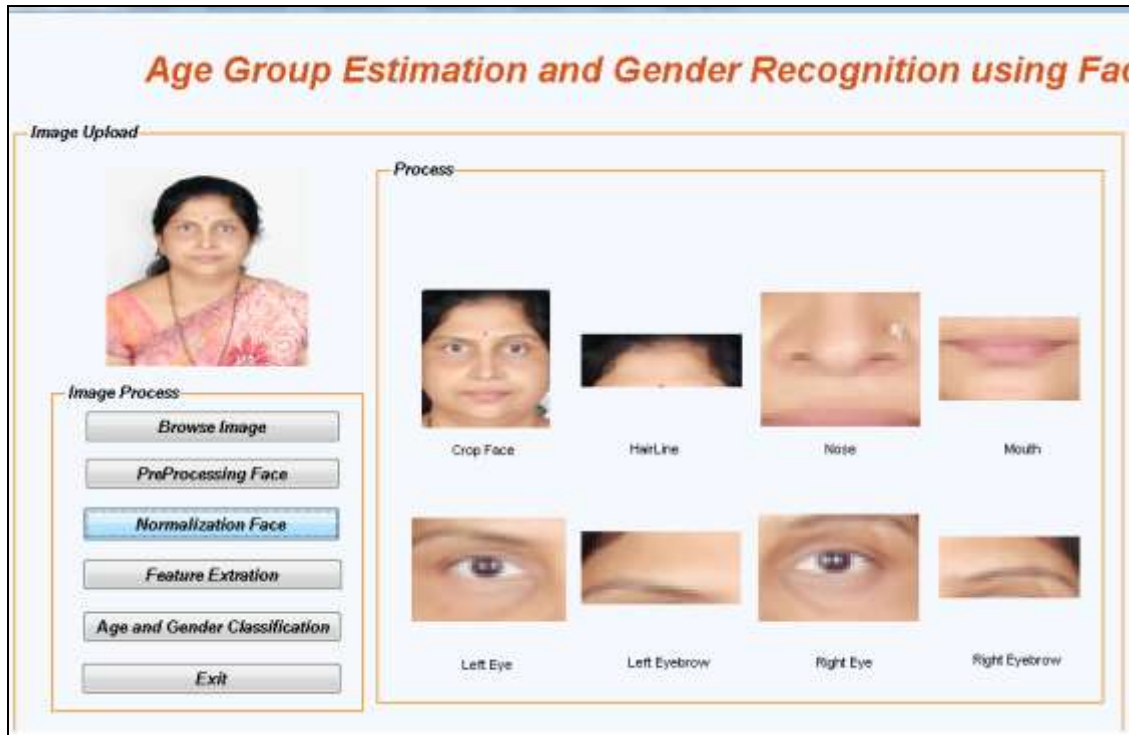 Age Group Estimation and Gender Recognition using Fac
Image Upload
Process
Image Process
Browse Image
PreProcessing Face
Normalization Face
Feature Extration
Age and Gender Classification
Exit
Crop Face
HairLine
Nose
Mouth
Left Eye
Left Eyebrow
Right Eye
Right Eyebrow